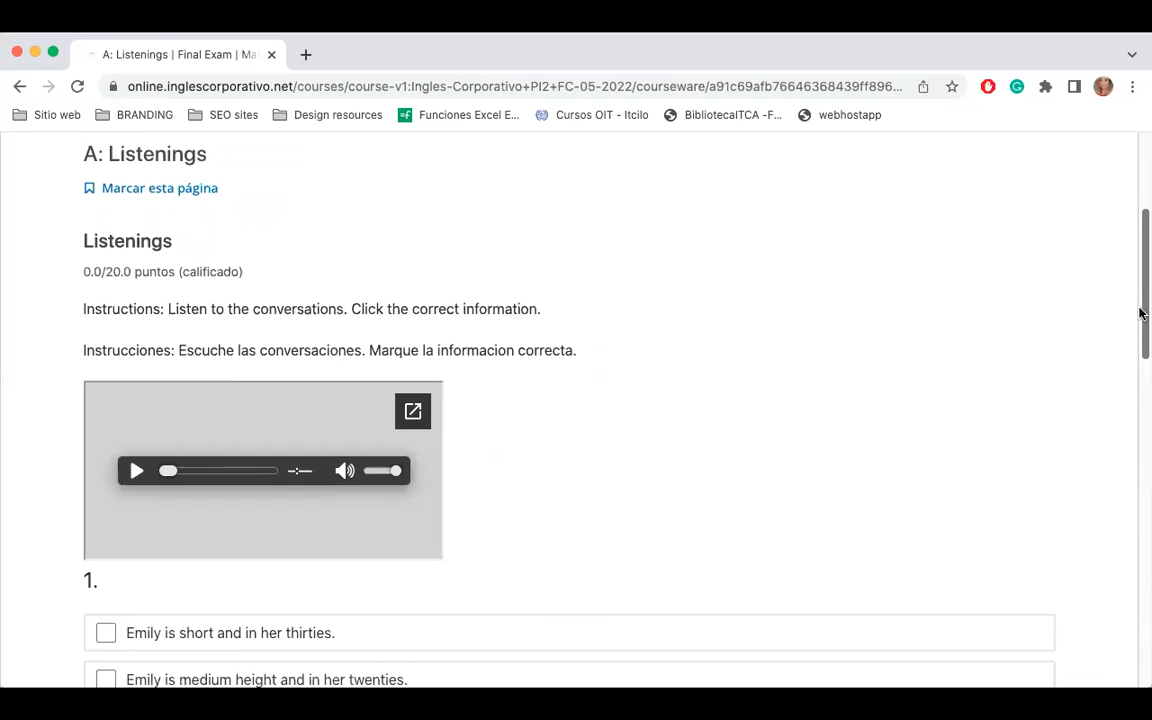 A: Listenings | Final Exam | Ma
online.inglescorporativo.net/courses/course-v1:Ingles-Corporativo+PI2+FC-05-2022/courseware/a91c69afb76646368439ff896...
Sitio web BRANDING SEO sites Design resources Funciones Excel E... Cursos OIT - Itcilo BibliotecaITCA -F... webhostapp
A: Listenings
Marcar esta página
Listenings
0.0/20.0 puntos (calificado)
Instructions: Listen to the conversations. Click the correct information.
Instrucciones: Escuche las conversaciones. Marque la informacion correcta.
--:--
1.
Emily is short and in her thirties.
Emily is medium height and in her twenties.